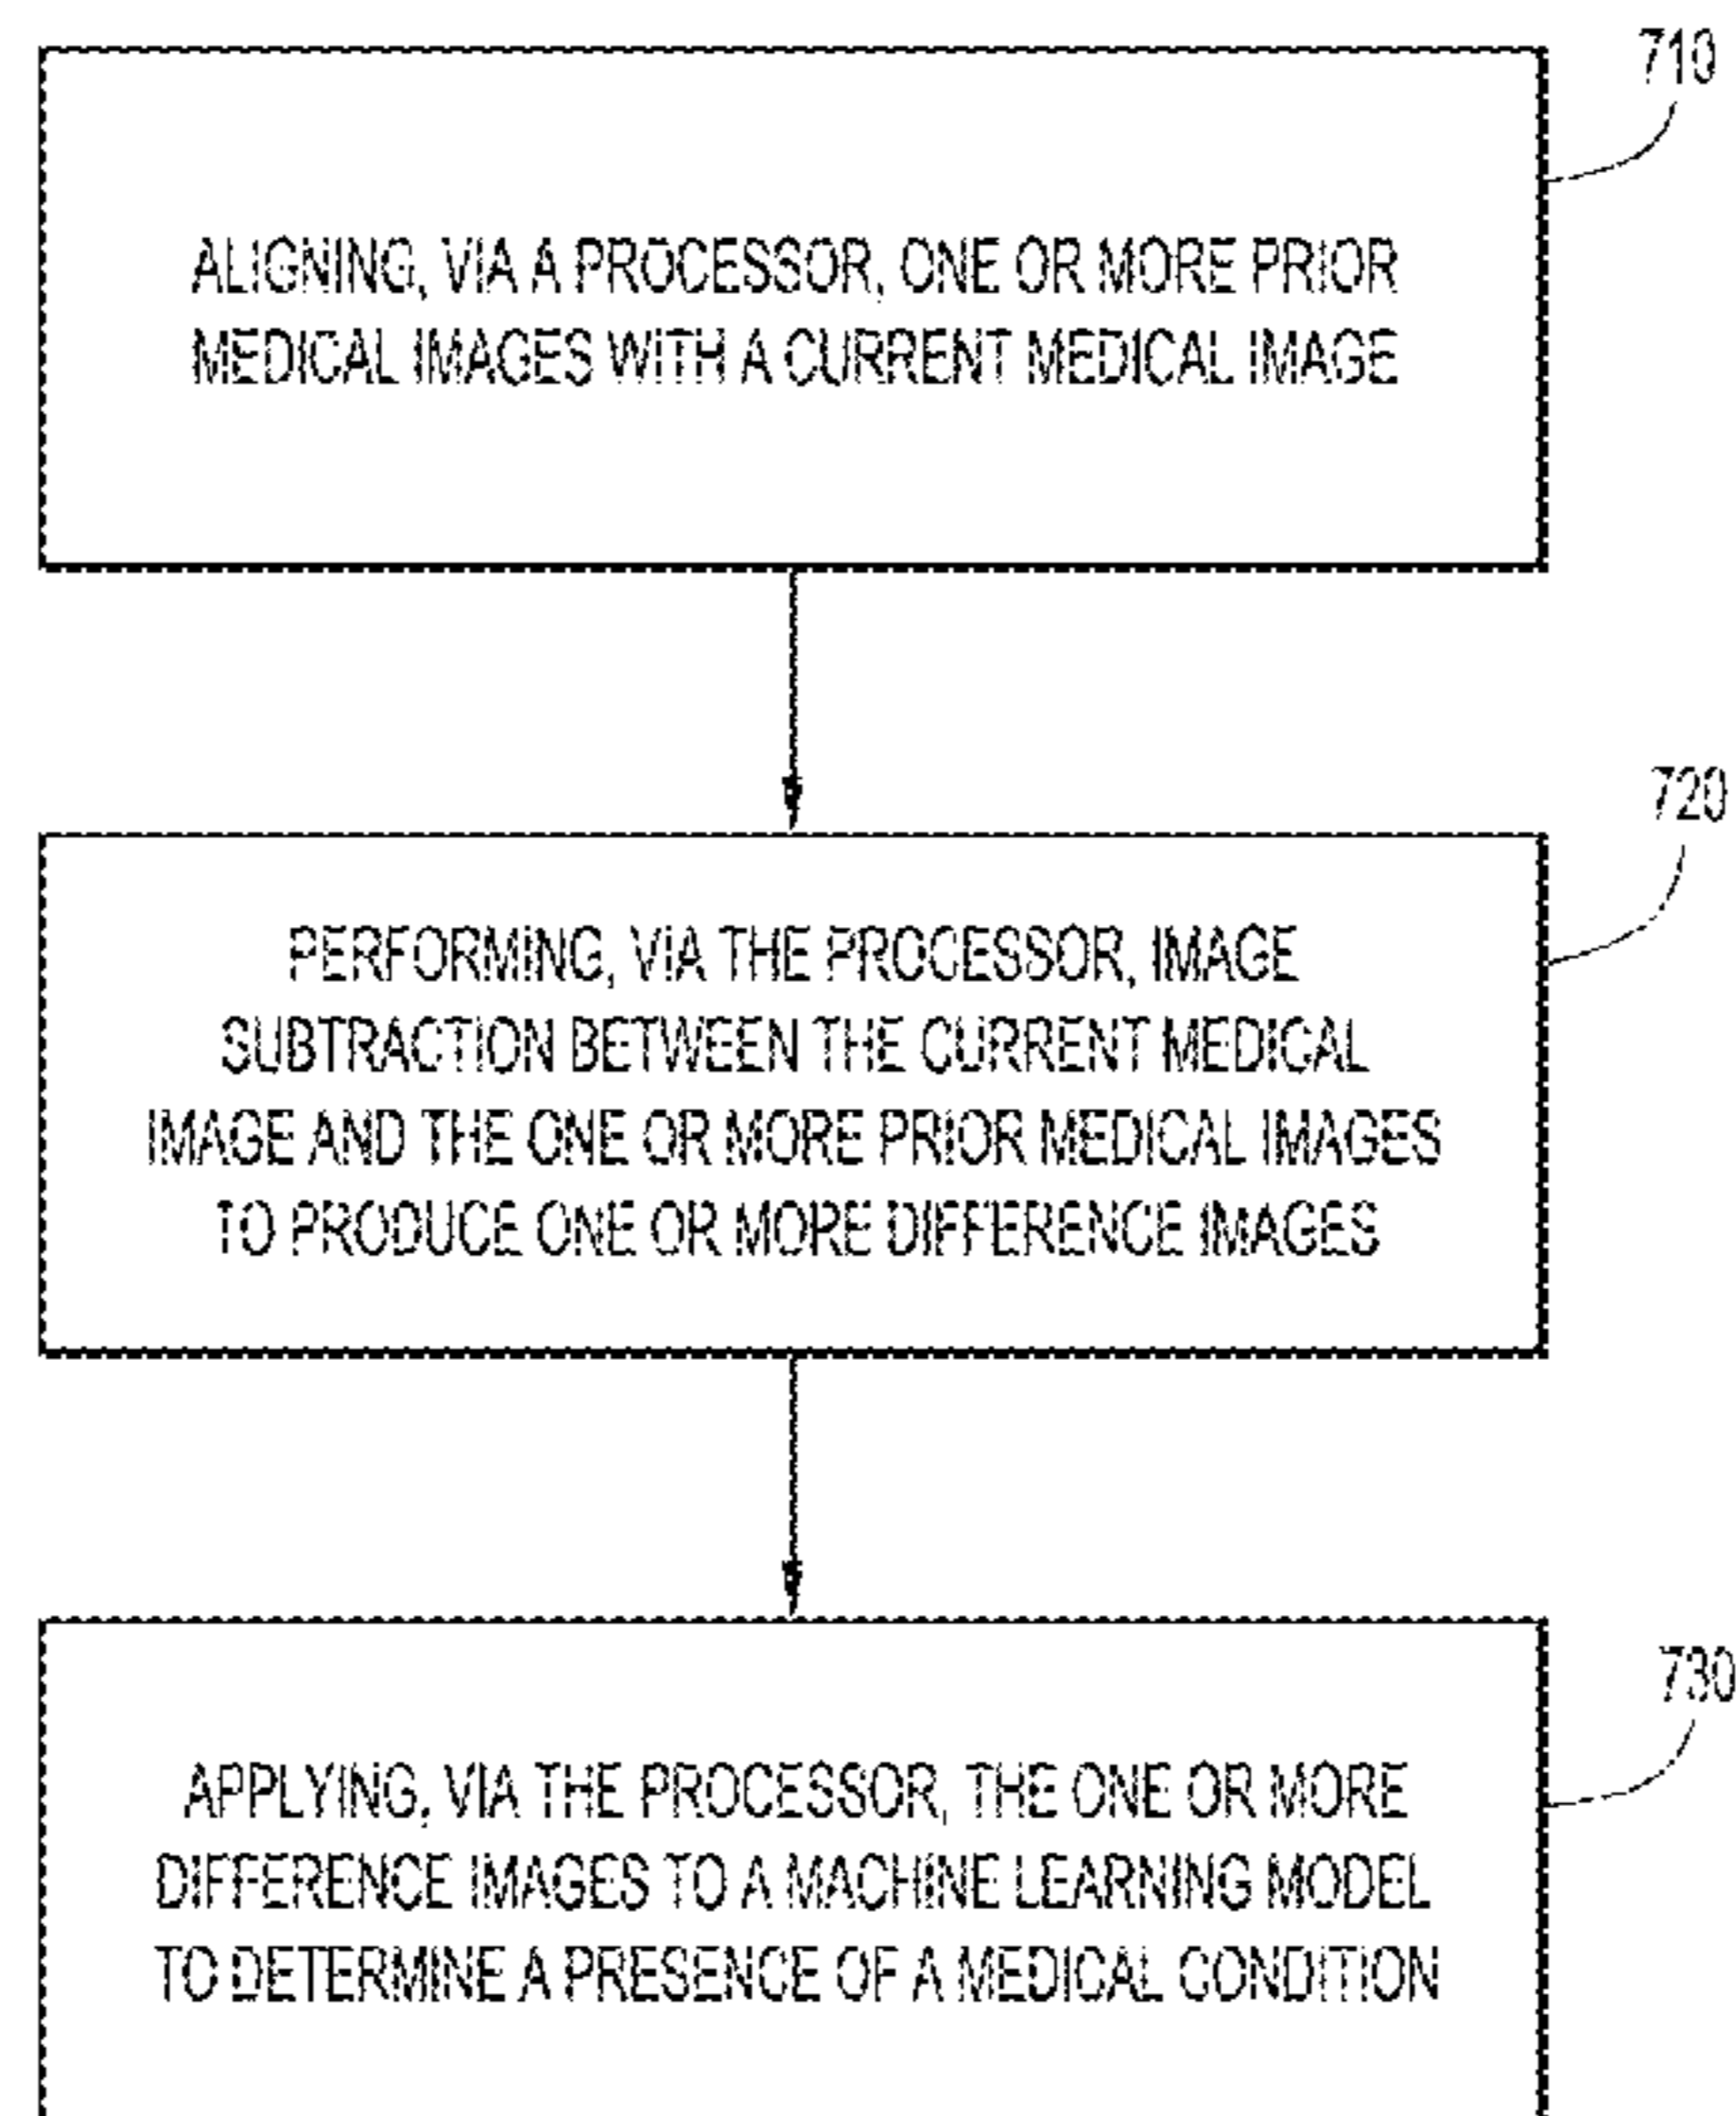 710
ALIGNING, VIA A PROCESSOR, ONE OR MORE PRIOR
MEDICAL IMAGES WITH A CURRENT MEDICAL IMAGE
720
PERFORMING, VIA THE PROCESSOR, IMAGE
SUBTRACTION BETWEEN THE CURRENT MEDICAL
IMAGE AND THE ONE OR MORE PRIOR MEDICAL IMAGES
TO PRODUCE ONE OR MORE DIFFERENCE IMAGES
730
APPLYING, VIA THE PROCESSOR, THE ONE OR MORE
DIFFERENCE IMAGES TO A MACHINE LEARNING MODEL
TO DETERMINE A PRESENCE OF A MEDICAL CONDITION